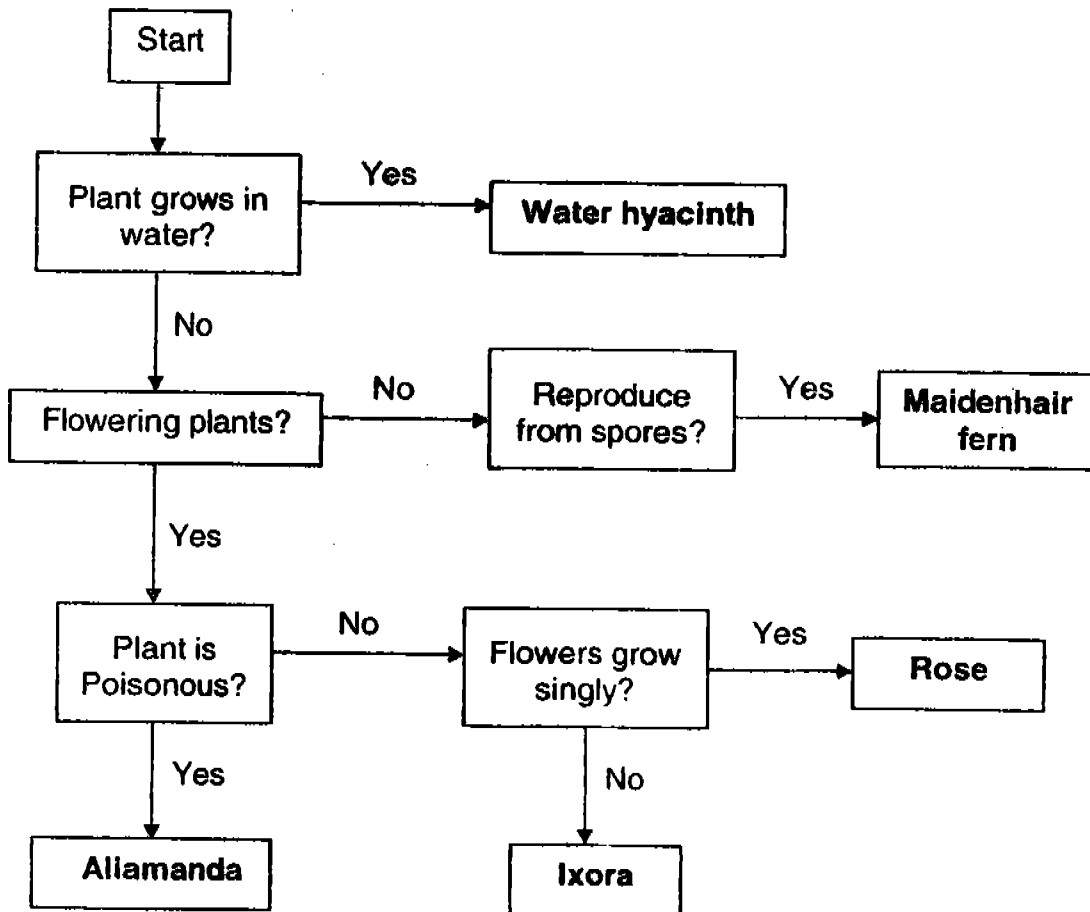 Start
Plant grows in
water?
Yes
Water hyacinth
No
Flowering plants?
No
Reproduce
from spores?
Yes
Maidenhair
fern
Yes
Plant is
Poisonous?
No
Flowers grow
singly?
Yes
Rose
Yes
No
Allamanda
Ixora